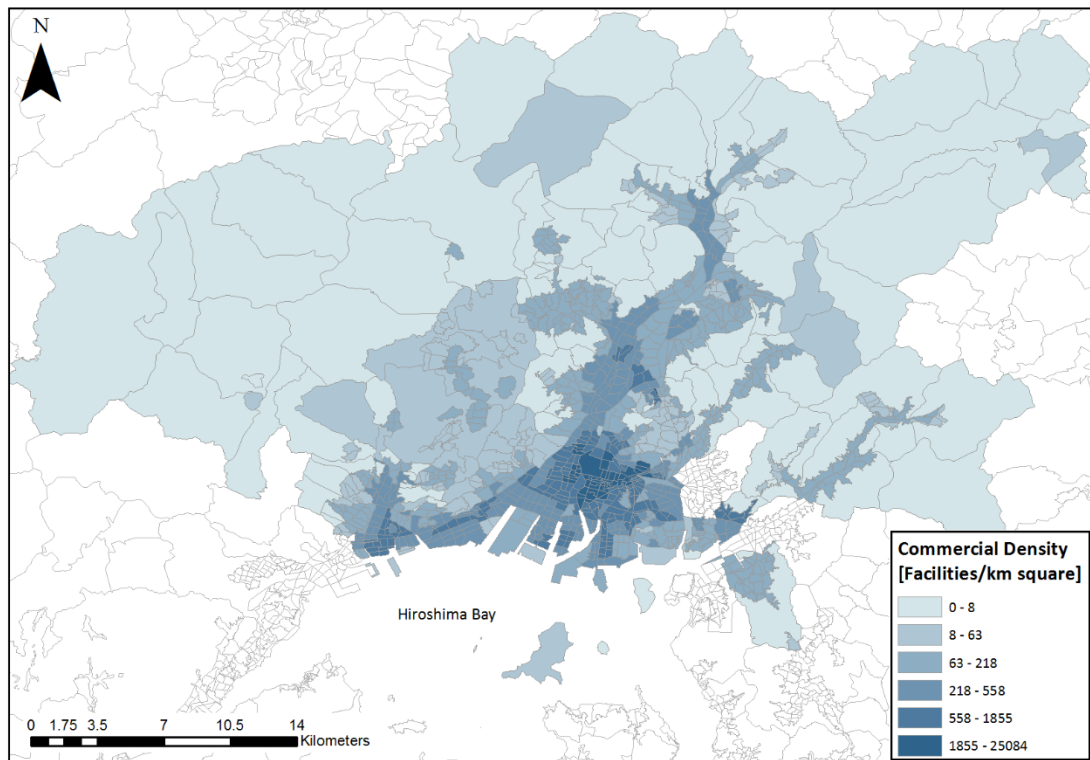 N
Hiroshima Bay
Commercial Density
[Facilities/km square]
0 - 8
8 - 63
63 - 218
218 - 558
558 - 1855
1855 - 25084
0 1.75 3.5 7 10.5 14
Kilometers